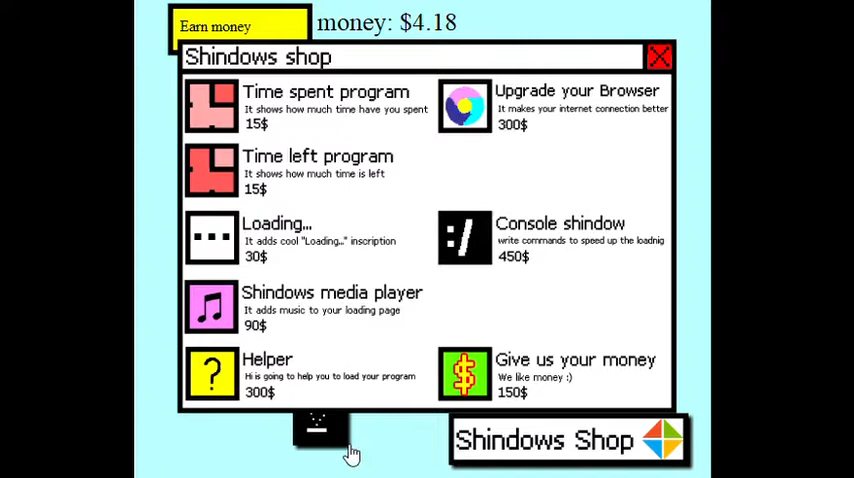 Earn money
money: $4.18
Shindows shop
Time spent program
It shows how much time have you spent
15$
Upgrade your Browser
It makes your internet connection better
300$
Time left program
It shows how much time is left
15$
Loading...
It adds cool "Loading..." inscription
30$
Console shindow
write commands to speed up the loadnig
450$
Shindows media player
It adds music to your loading page
90$
Helper
Hi is going to help you to load your program
300$
Give us your money
We like money :)
150$
Shindows Shop